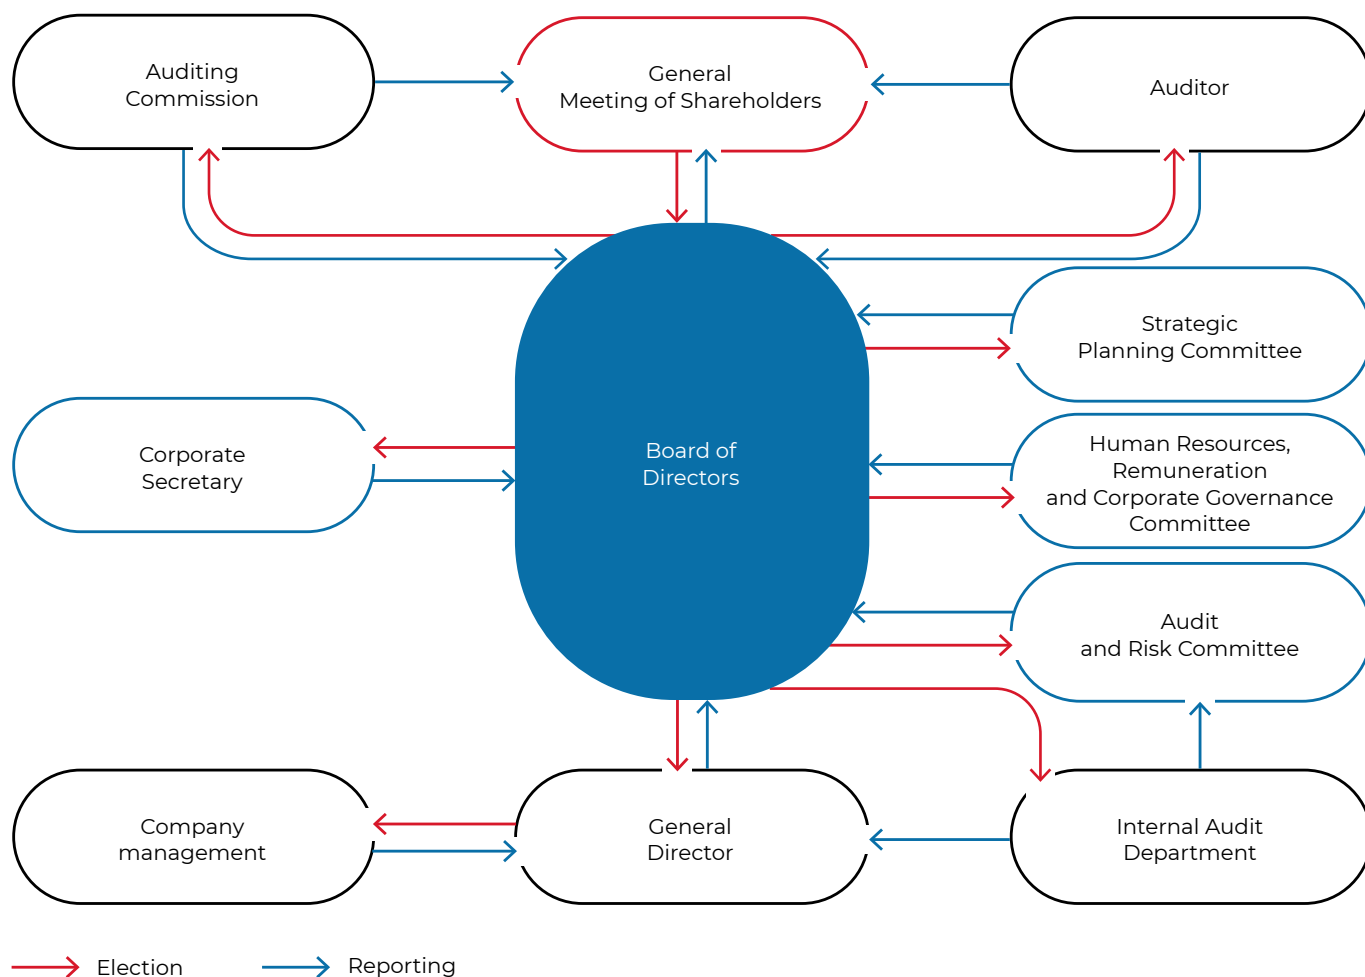 Auditing
Commission
General
Meeting of Shareholders
Auditor
Strategic
Planning Committee
Corporate
Secretary
Board of
Directors
Human Resources,
Remuneration
and Corporate Governance
Committee
Audit
and Risk Committee
Company
management
General
Director
Internal Audit
Department
Election
Reporting